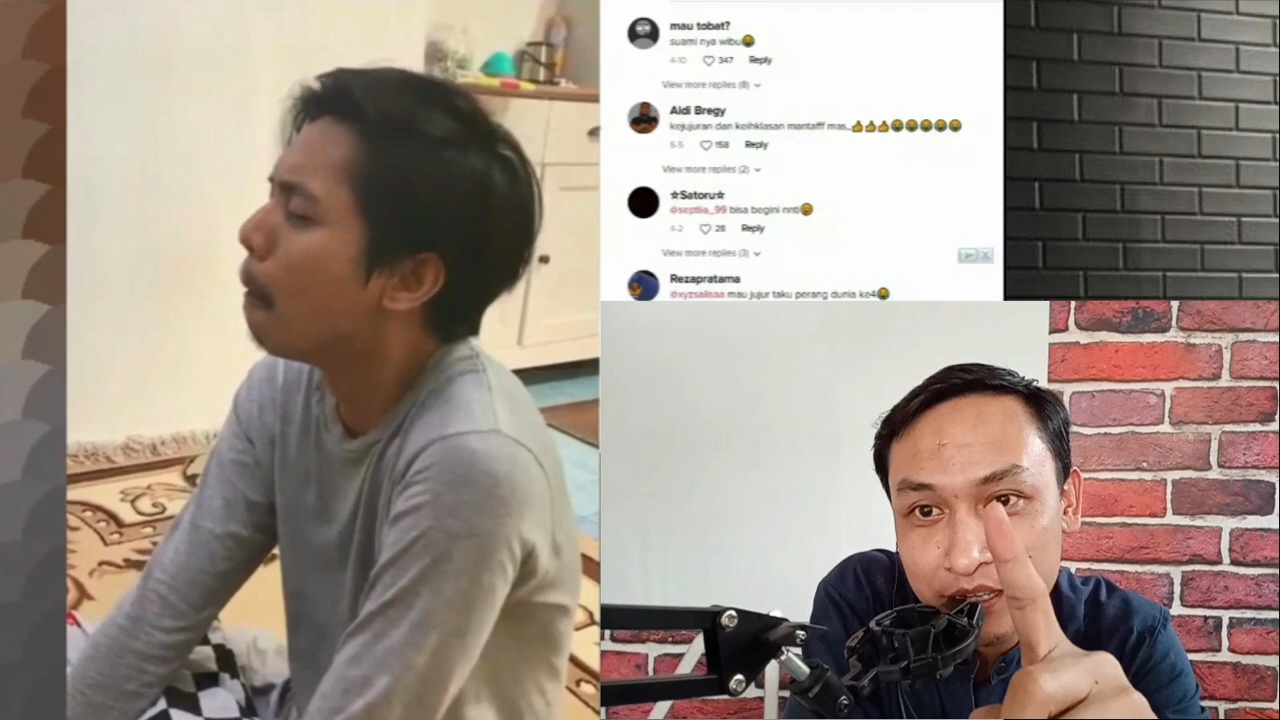 mau tobat?
suami nya wibu😭
4-10 347 Reply
View more replies (8)
Aldi Bregy
kejujuran dan keihklasan mantafff mas,,👍👍👍😭😭😭😭😭
5-5 158 Reply
View more replies (2)
☆Satoru☆
@septiia_99 bisa begini nnti😄
4-2 28 Reply
View more replies (3)
Rezapratama
@xyzsalisaa mau jujur taku perang dunia ke4😭